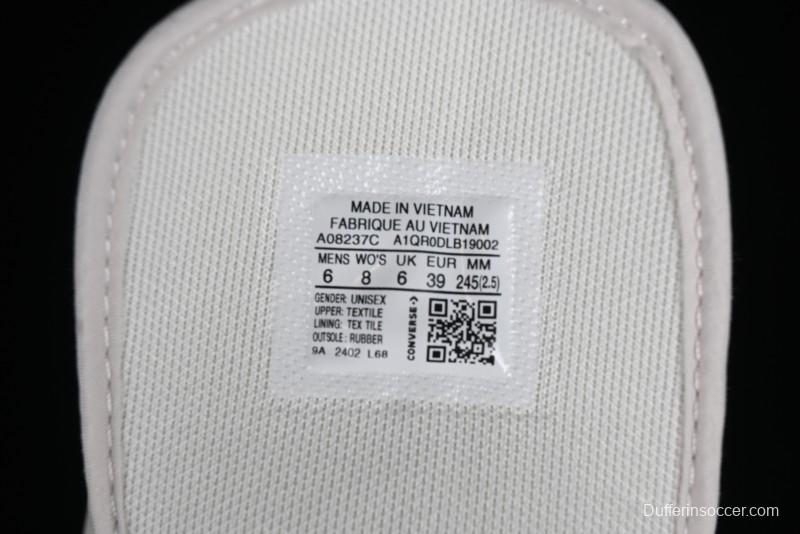 MADE IN VIETNAM
FABRIQUE AU VIETNAM
A08237C A1QR0DLB19002
MENS WO'S UK EUR MM
6 8 6 39 245(2.5)
GENDER: UNISEX
UPPER: TEXTILE
LINING: TEX TILE
OUTSOLE: RUBBER
9A 2402 L68
CONVERSE
Dufferinsoccer.com